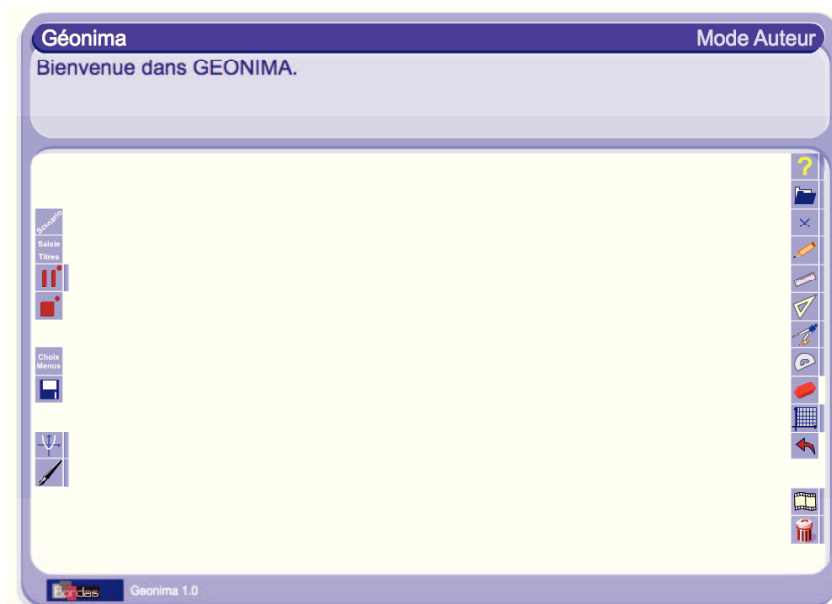 Géonima
Mode Auteur
Bienvenue dans GEONIMA.
?
Scénario
Saisie
Titres
Choix
Menus
Bordas
Geonima 1.0